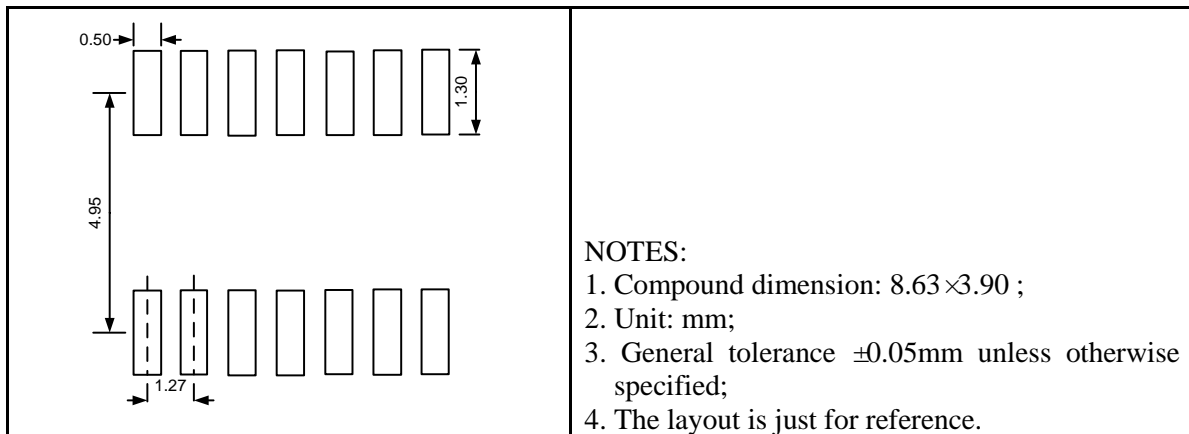 0.50
1.30
4.95
1.27
NOTES:
1. Compound dimension: 8.63×3.90 ;
2. Unit: mm;
3. General tolerance ±0.05mm unless otherwise
specified;
4. The layout is just for reference.